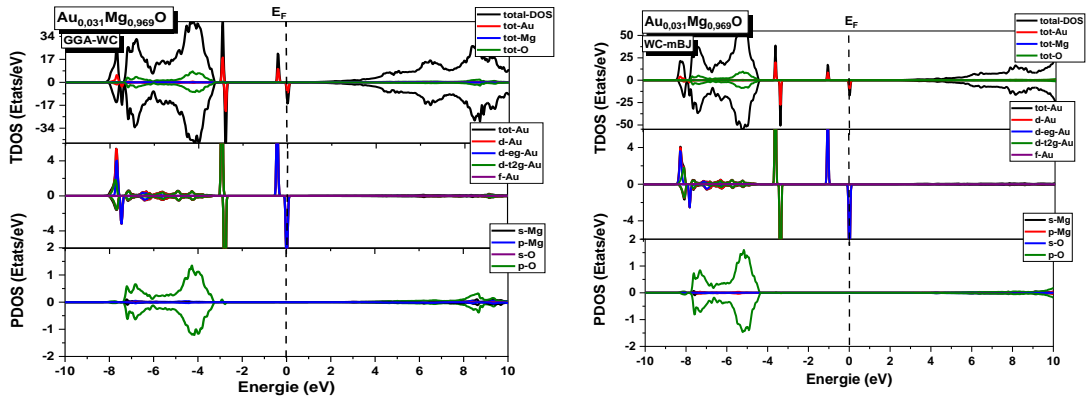 Au0,031Mg0,969O
GGA-WC
EF
total-DOS
tot-Au
tot-Mg
tot-O
TDOS (Etats/eV)
34
17
0
-17
-34
tot-Au
d-Au
d-eg-Au
d-t2g-Au
f-Au
PDOS (Etats/eV)
4
0
-4
s-Mg
p-Mg
s-O
p-O
2
1
0
-1
-2
-10 -8 -6 -4 -2 0 2 4 6 8 10
Energie (eV)
Au0,031Mg0,969O
WC-mBJ
EF
total-DOS
tot-Au
tot-Mg
tot-O
TDOS (Etats/eV)
50
25
0
-25
-50
tot-Au
d-Au
d-eg-Au
d-t2g-Au
f-Au
PDOS (Etats/eV)
4
0
-4
s-Mg
p-Mg
s-O
p-O
2
1
0
-1
-2
-10 -8 -6 -4 -2 0 2 4 6 8 10
Energie (eV)